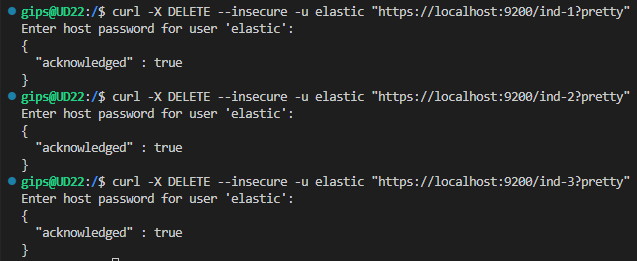 gips@UD22:/$ curl -X DELETE --insecure -u elastic "https://localhost:9200/ind-1?pretty"
Enter host password for user 'elastic':
{
  "acknowledged" : true
}
gips@UD22:/$ curl -X DELETE --insecure -u elastic "https://localhost:9200/ind-2?pretty"
Enter host password for user 'elastic':
{
  "acknowledged" : true
}
gips@UD22:/$ curl -X DELETE --insecure -u elastic "https://localhost:9200/ind-3?pretty"
Enter host password for user 'elastic':
{
  "acknowledged" : true
}